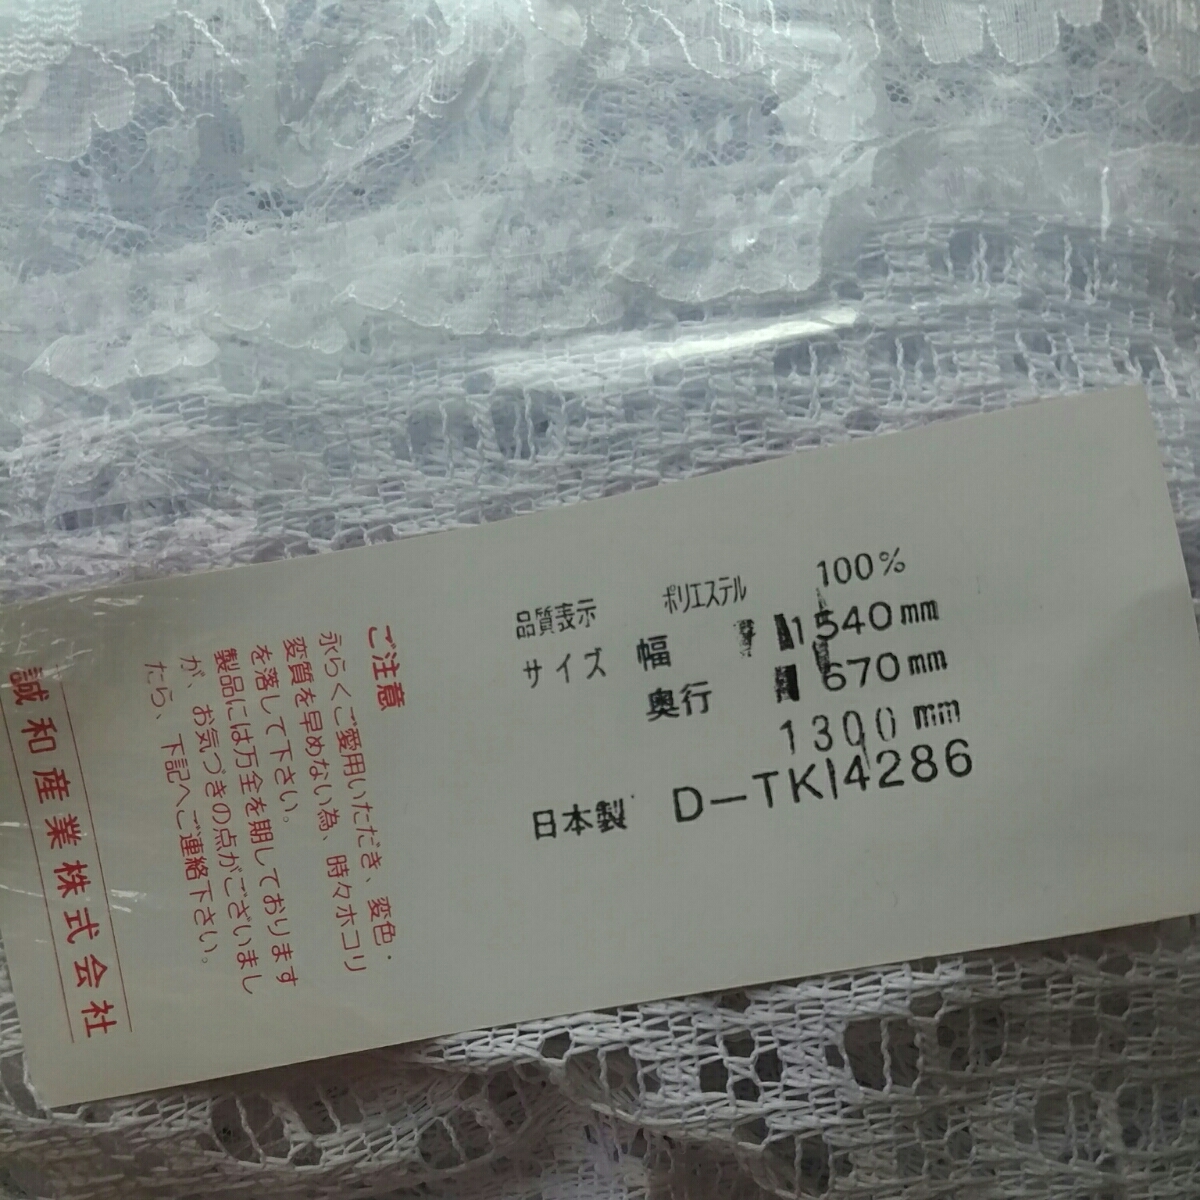 品質表示 ポリエステル 100%
サイズ 幅 1540mm
奥行 670mm
1300mm
日本製 D-TK14286
ご注意
永らくご愛用いただき、変色・
変質を早めない為、時々ホコリ
を落して下さい。
製品には万全を期しております
が、お気づきの点がございまし
たら、下記へご連絡下さい。
誠和産業株式会社